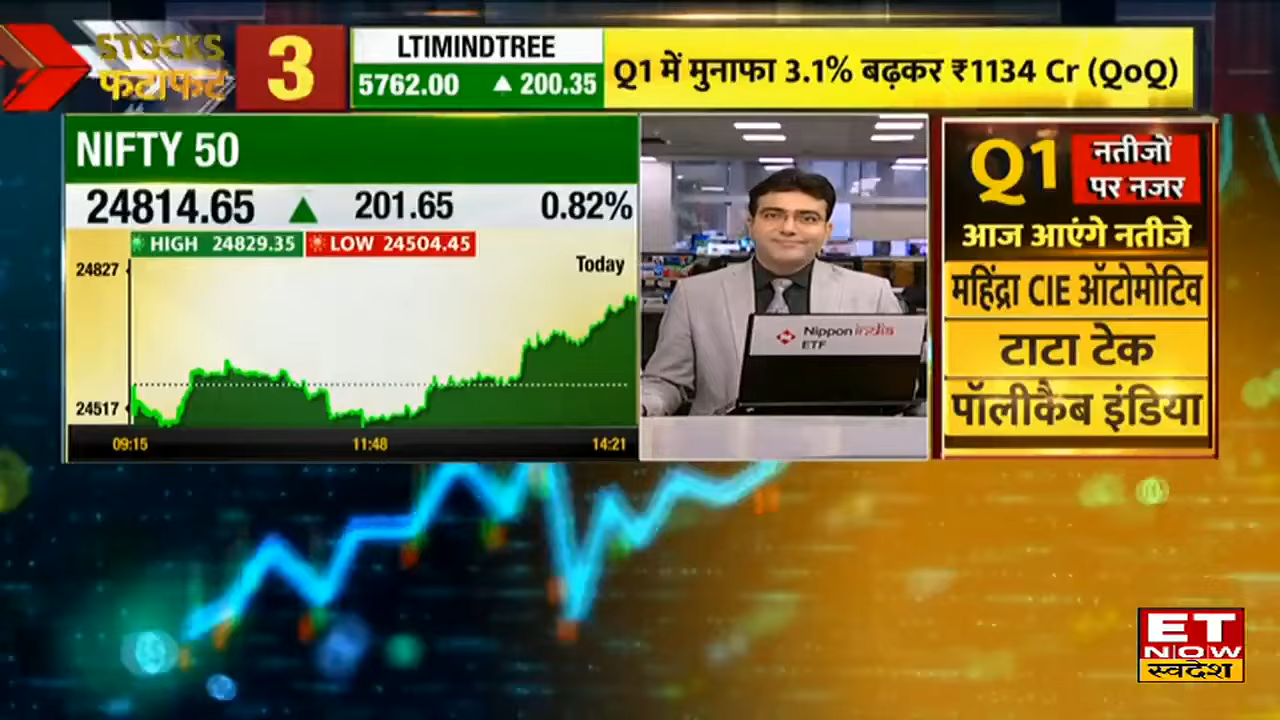 STOCKS
फटाफट
3
LTIMINDTREE
5762.00 ▲ 200.35
Q1 में मुनाफा 3.1% बढ़कर ₹1134 Cr (QoQ)
NIFTY 50
24814.65 ▲ 201.65 0.82%
HIGH 24829.35 LOW 24504.45
Today
24827
24517
09:15 11:48 14:21
Nippon india
ETF
Q1 नतीजों
पर नजर
आज आएंगे नतीजे
महिंद्रा CIE ऑटोमोटिव
टाटा टेक
पॉलीकैब इंडिया
ET
NOW
स्वदेश